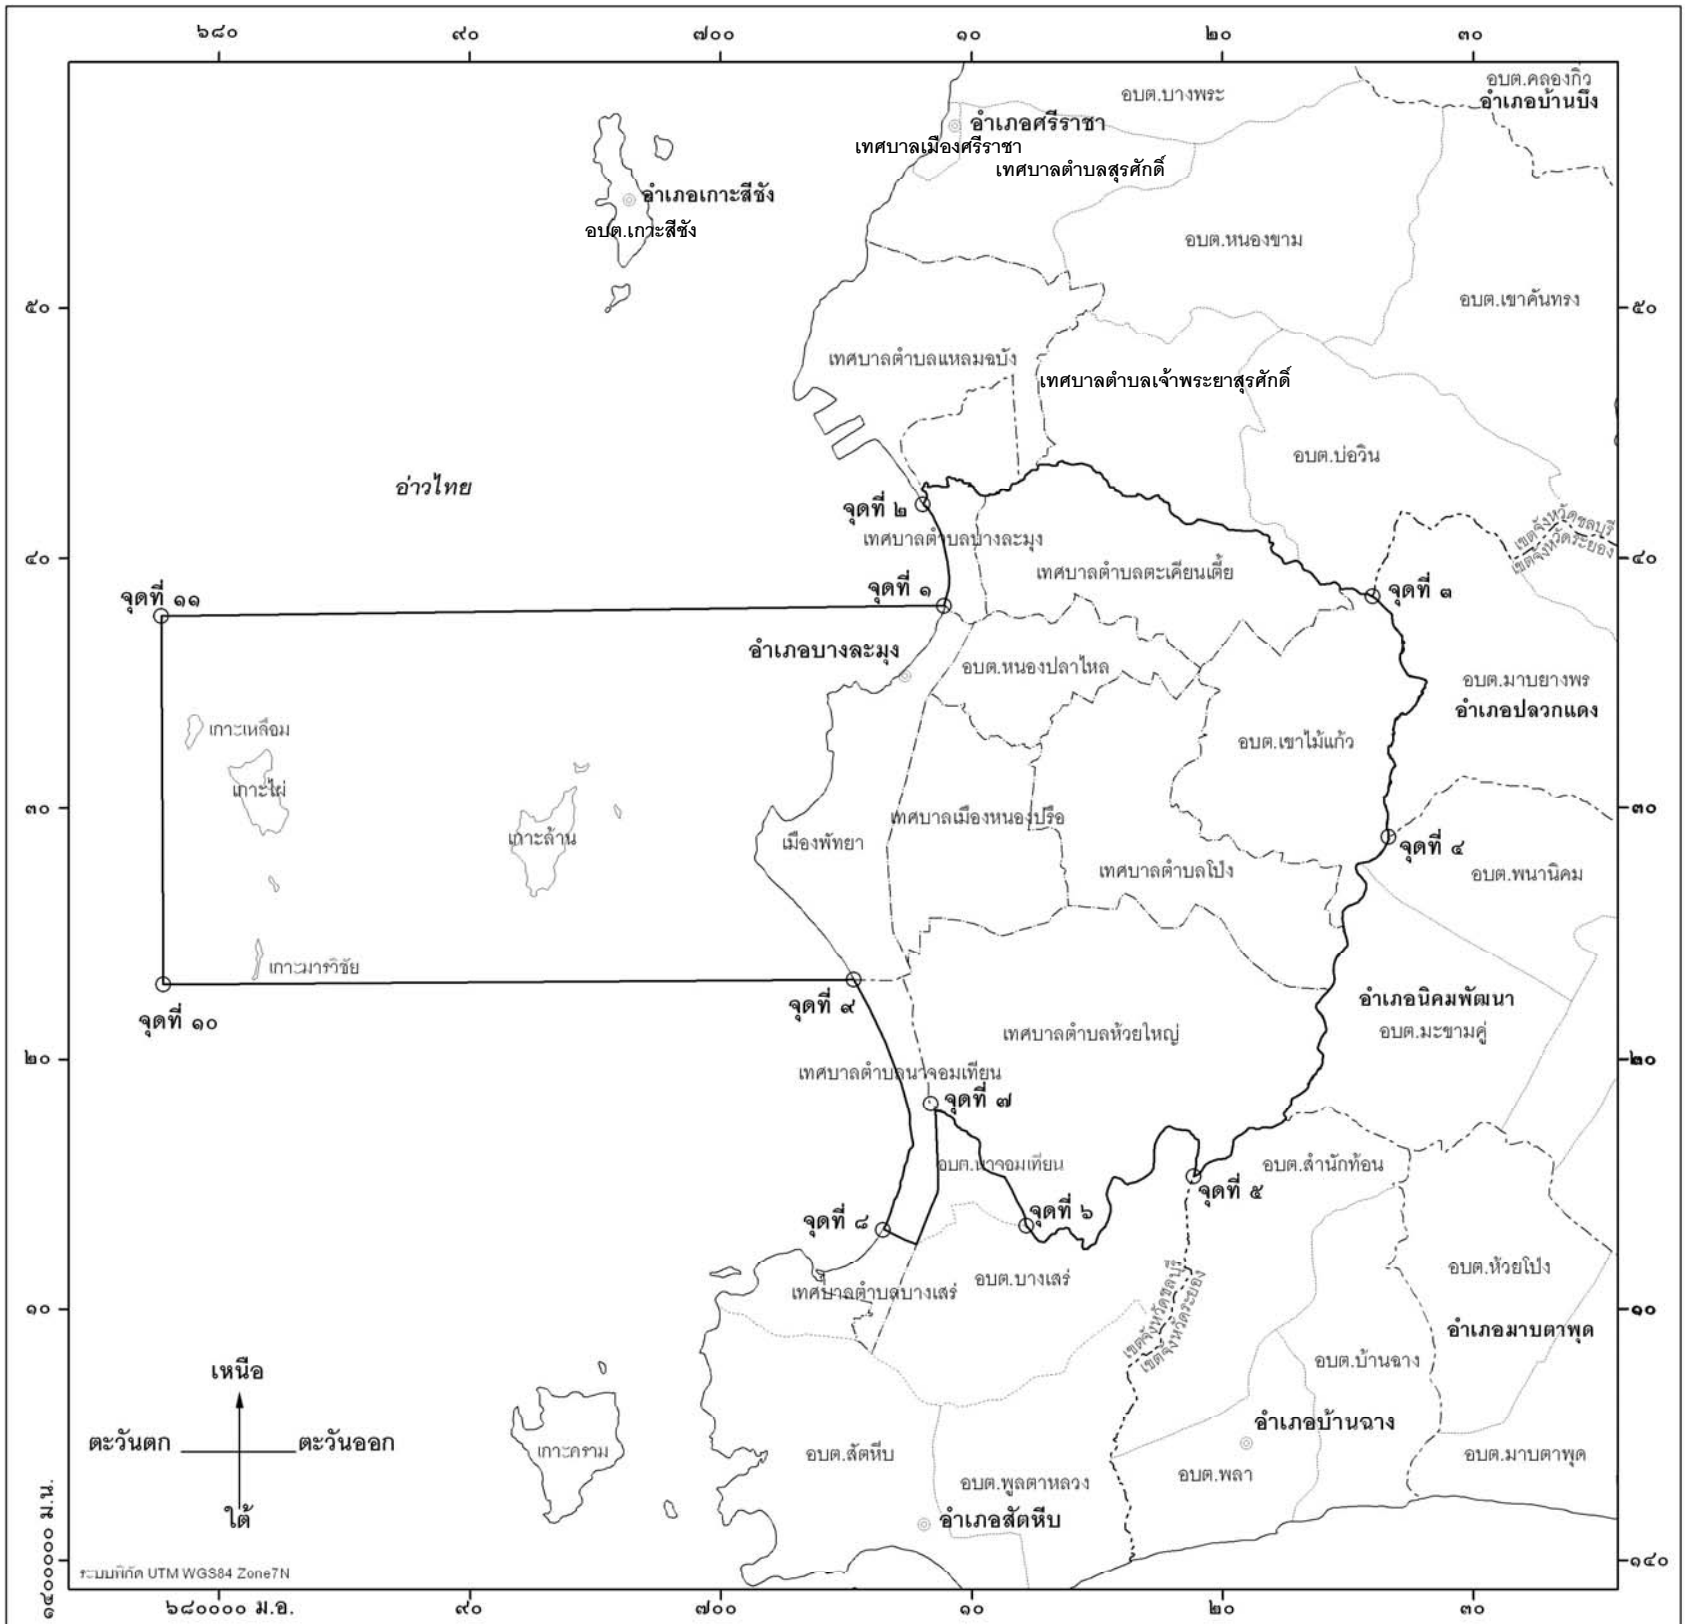 ๖๘๐ ๙๐ ๗๐๐ ๑๐ ๒๐ ๓๐
อบต.คลองกิ่ว
อบต.บางพระ
อำเภอบ้านบึง
อำเภอศรีราชา
เทศบาลเมืองศรีราชา
เทศบาลตำบลสุรศักดิ์
อำเภอเกาะสีชัง
อบต.เกาะสีชัง
อบต.หนองขาม
อบต.เขาคันทรง
๕๐ ๕๐
เทศบาลตำบลแหลมฉบัง
เทศบาลตำบลเจ้าพระยาสุรศักดิ์
อบต.บ่อวิน
อ่าวไทย
จุดที่ ๒
เขตจังหวัดชลบุรี
เขตจังหวัดระยอง
เทศบาลตำบลบางละมุง
๔๐ ๔๐
เทศบาลตำบลตะเคียนเตี้ย
จุดที่ ๑๑
จุดที่ ๑
จุดที่ ๓
อำเภอบางละมุง
อบต.หนองปลาไหล
อบต.มาบยางพร
อำเภอปลวกแดง
เกาะเหลื่อม
อบต.เขาไม้แก้ว
เกาะไผ่
๓๐ ๓๐
เทศบาลเมืองหนองปรือ
เกาะล้าน
เมืองพัทยา
จุดที่ ๔
เทศบาลตำบลโป่ง
อบต.พนานิคม
เกาะมารวิชัย
จุดที่ ๙
อำเภอนิคมพัฒนา
จุดที่ ๑๐
เทศบาลตำบลห้วยใหญ่
อบต.มะขามคู่
๒๐ ๒๐
เทศบาลตำบลนาจอมเทียน
จุดที่ ๗
อบต.นาจอมเทียน
อบต.สำนักท้อน
จุดที่ ๕
จุดที่ ๘
จุดที่ ๖
อบต.บางเสร่
อบต.ห้วยโป่ง
เทศบาลตำบลบางเสร่
เขตจังหวัดชลบุรี
เขตจังหวัดระยอง
๑๐ ๑๐
อำเภอมาบตาพุด
อบต.บ้านฉาง
เหนือ
อำเภอบ้านฉาง
ตะวันตก ตะวันออก
เกาะคราม
อบต.สัตหีบ
อบต.มาบตาพุด
อบต.พลา
อบต.พูลตาหลวง
ใต้
อำเภอสัตหีบ
๑๔๐๐๐๐๐ ม.น.
๑๔๐
ระบบพิกัด UTM WGS84 Zone7N
๖๘๐๐๐๐ ม.อ. ๙๐ ๗๐๐ ๑๐ ๒๐ ๓๐